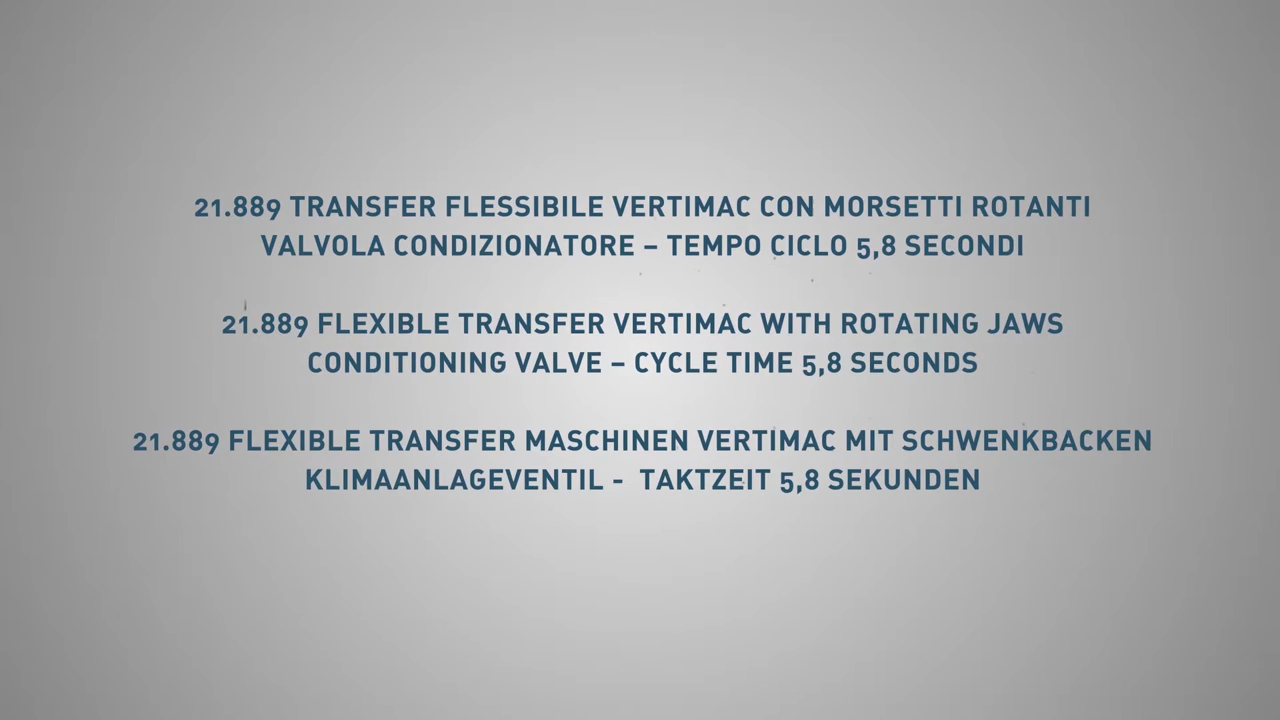 21.889 TRANSFER FLESSIBILE VERTIMAC CON MORSETTI ROTANTI
VALVOLA CONDIZIONATORE – TEMPO CICLO 5,8 SECONDI
21.889 FLEXIBLE TRANSFER VERTIMAC WITH ROTATING JAWS
CONDITIONING VALVE – CYCLE TIME 5,8 SECONDS
21.889 FLEXIBLE TRANSFER MASCHINEN VERTIMAC MIT SCHWENKBACKEN
KLIMAANLAGEVENTIL - TAKTZEIT 5,8 SEKUNDEN